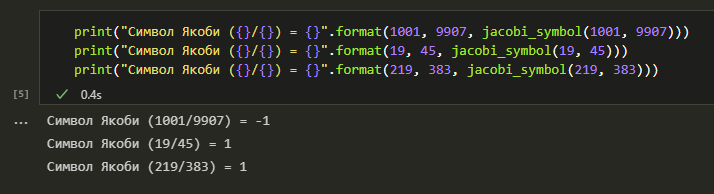 print("Символ Якоби ({}/{}) = {}".format(1001, 9907, jacobi_symbol(1001, 9907)))
print("Символ Якоби ({}/{}) = {}".format(19, 45, jacobi_symbol(19, 45)))
print("Символ Якоби ({}/{}) = {}".format(219, 383, jacobi_symbol(219, 383)))
[5] ✓ 0.4s
... Символ Якоби (1001/9907) = -1
Символ Якоби (19/45) = 1
Символ Якоби (219/383) = 1